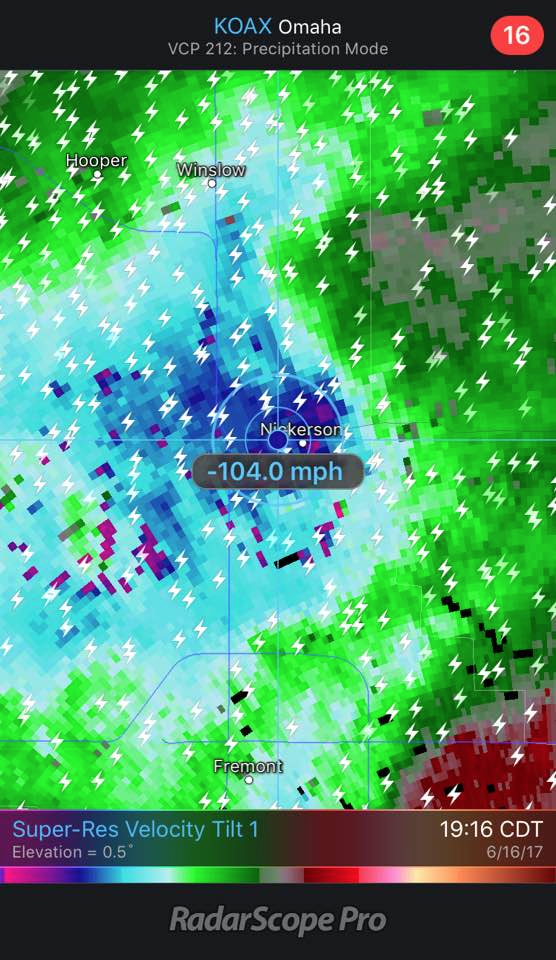 KOAX Omaha
VCP 212: Precipitation Mode
16
Hooper
Winslow
Nickerson
-104.0 mph
Fremont
Super-Res Velocity Tilt 1
19:16 CDT
Elevation = 0.5°
6/16/17
RadarScope Pro